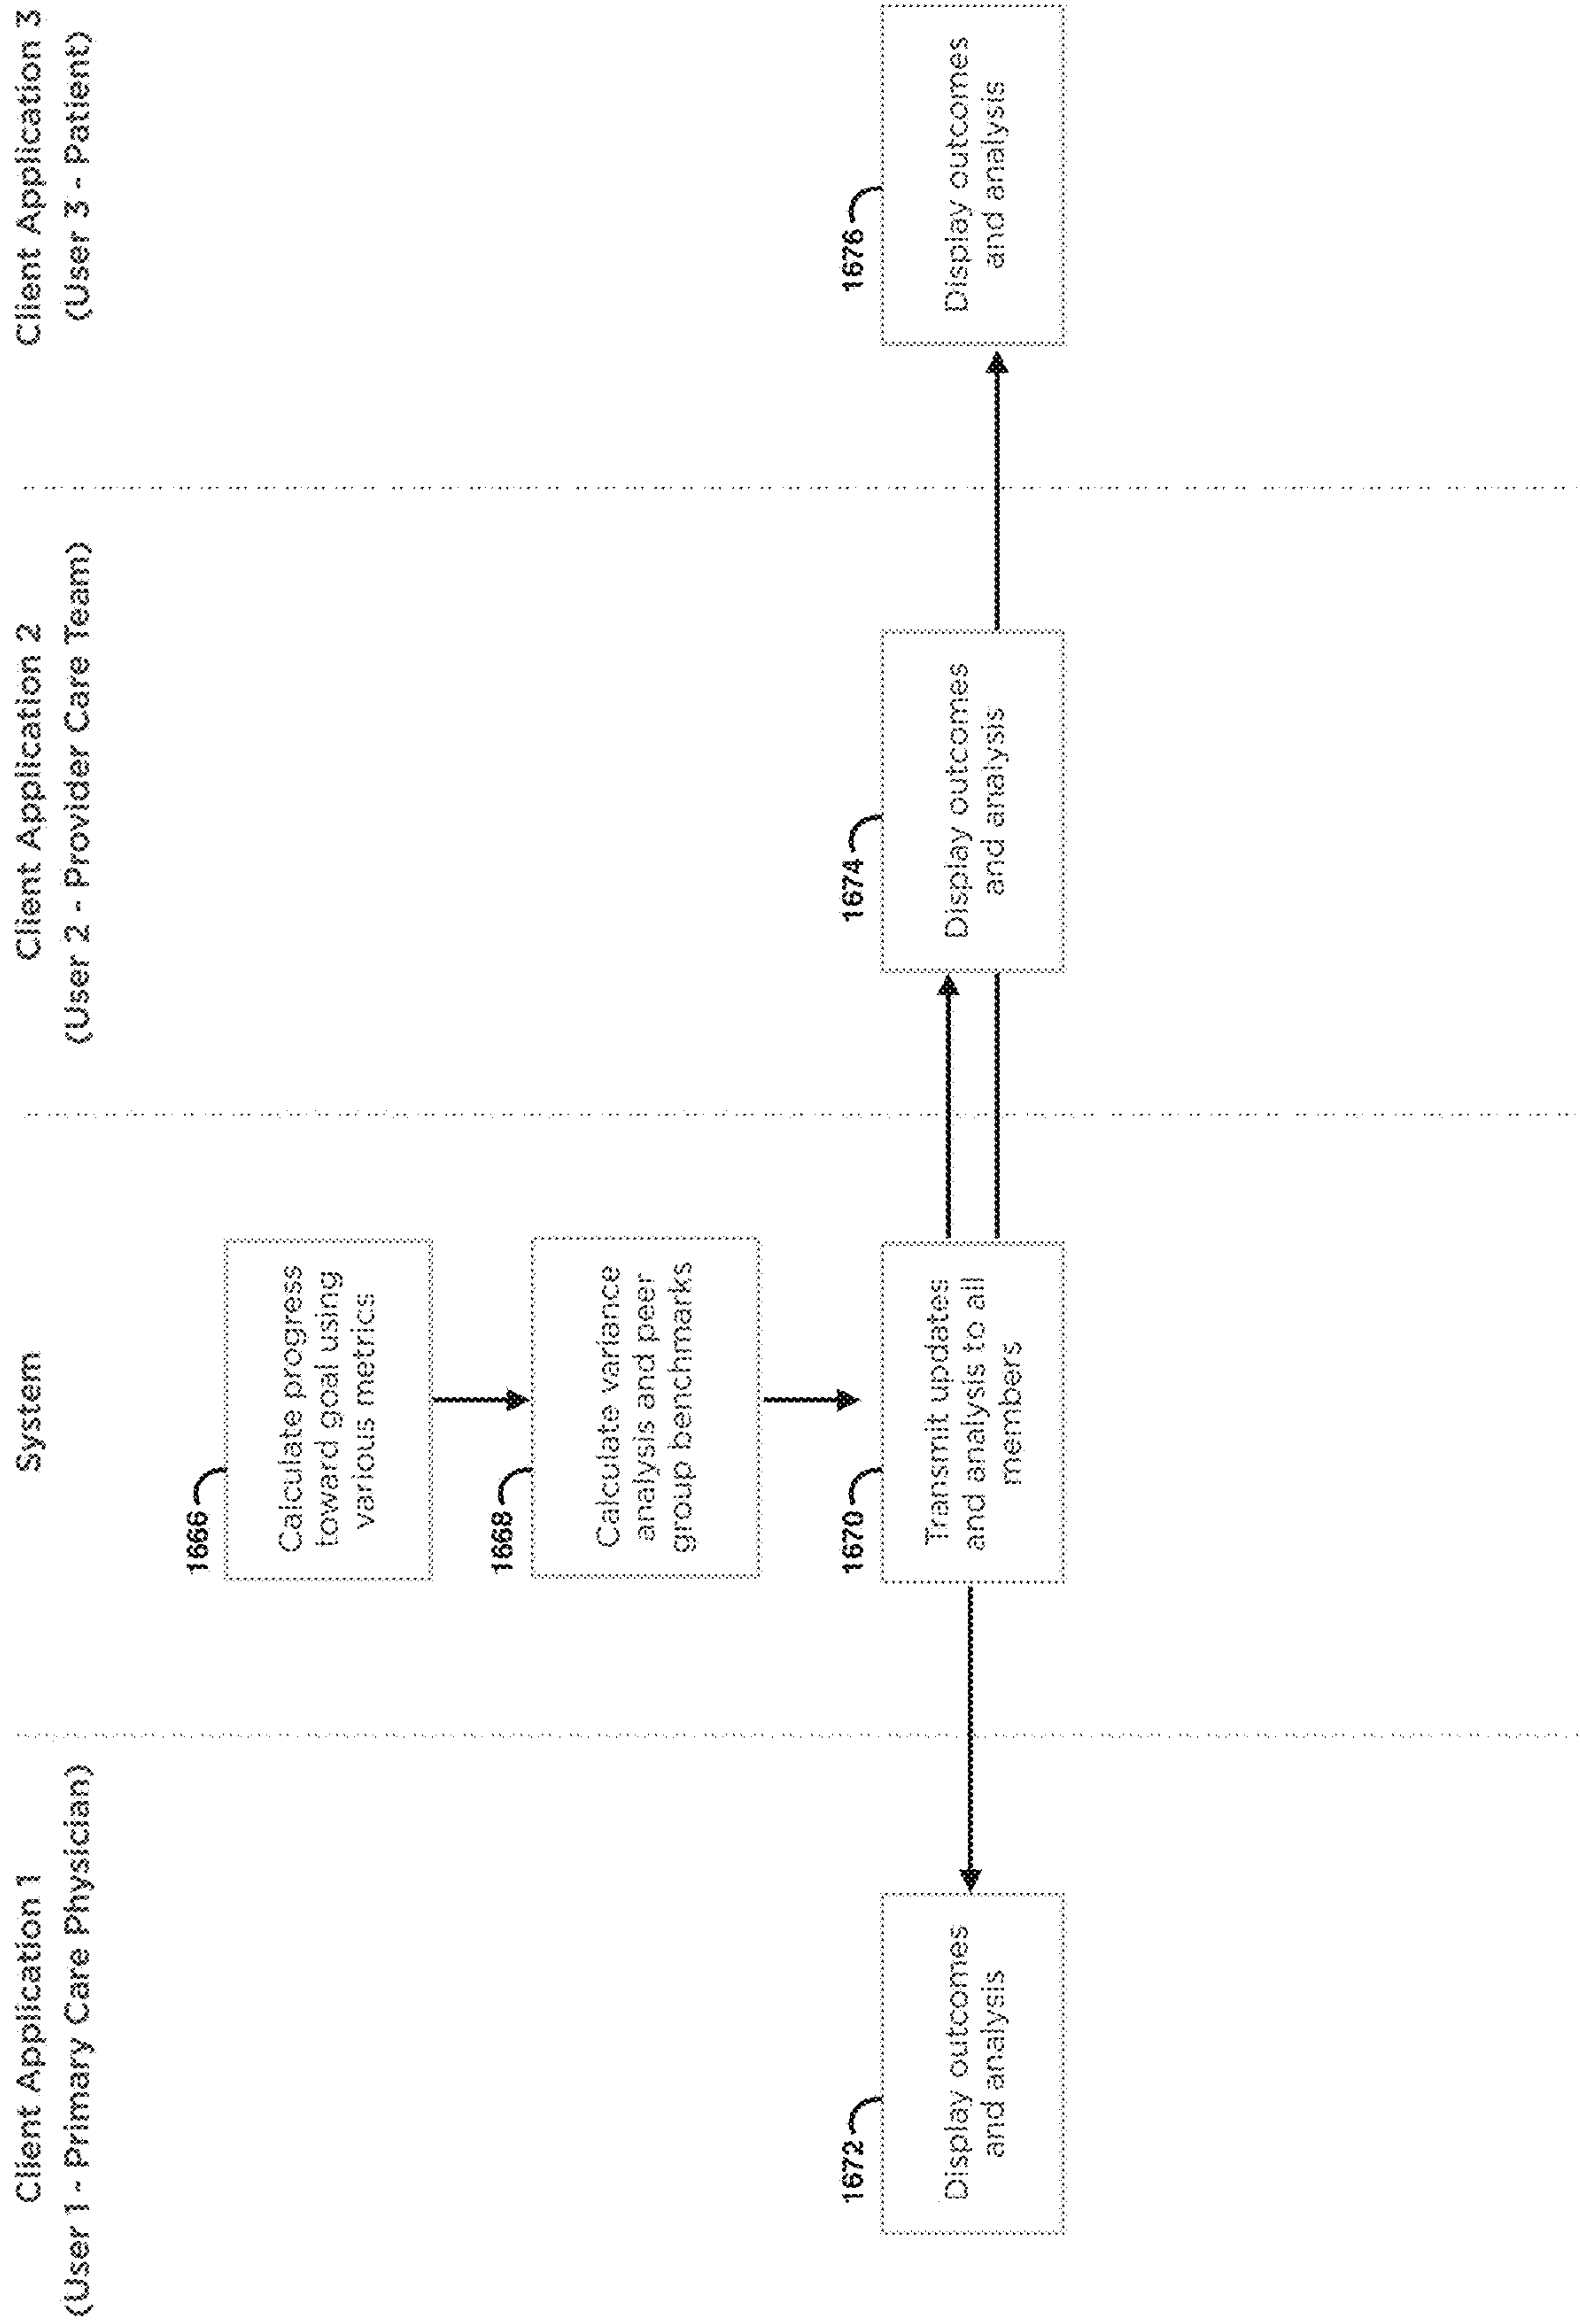 Client Application 1
(User 1 - Primary Care Physician)
System
Client Application 2
(User 2 - Provider Care Team)
Client Application 3
(User 3 - Patient)
1666
Calculate progress
toward goal using
various metrics
1668
Calculate variance
analysis and peer
group benchmarks
1672
Display outcomes
and analysis
1670
Transmit updates
and analysis to all
members
1674
Display outcomes
and analysis
1676
Display outcomes
and analysis